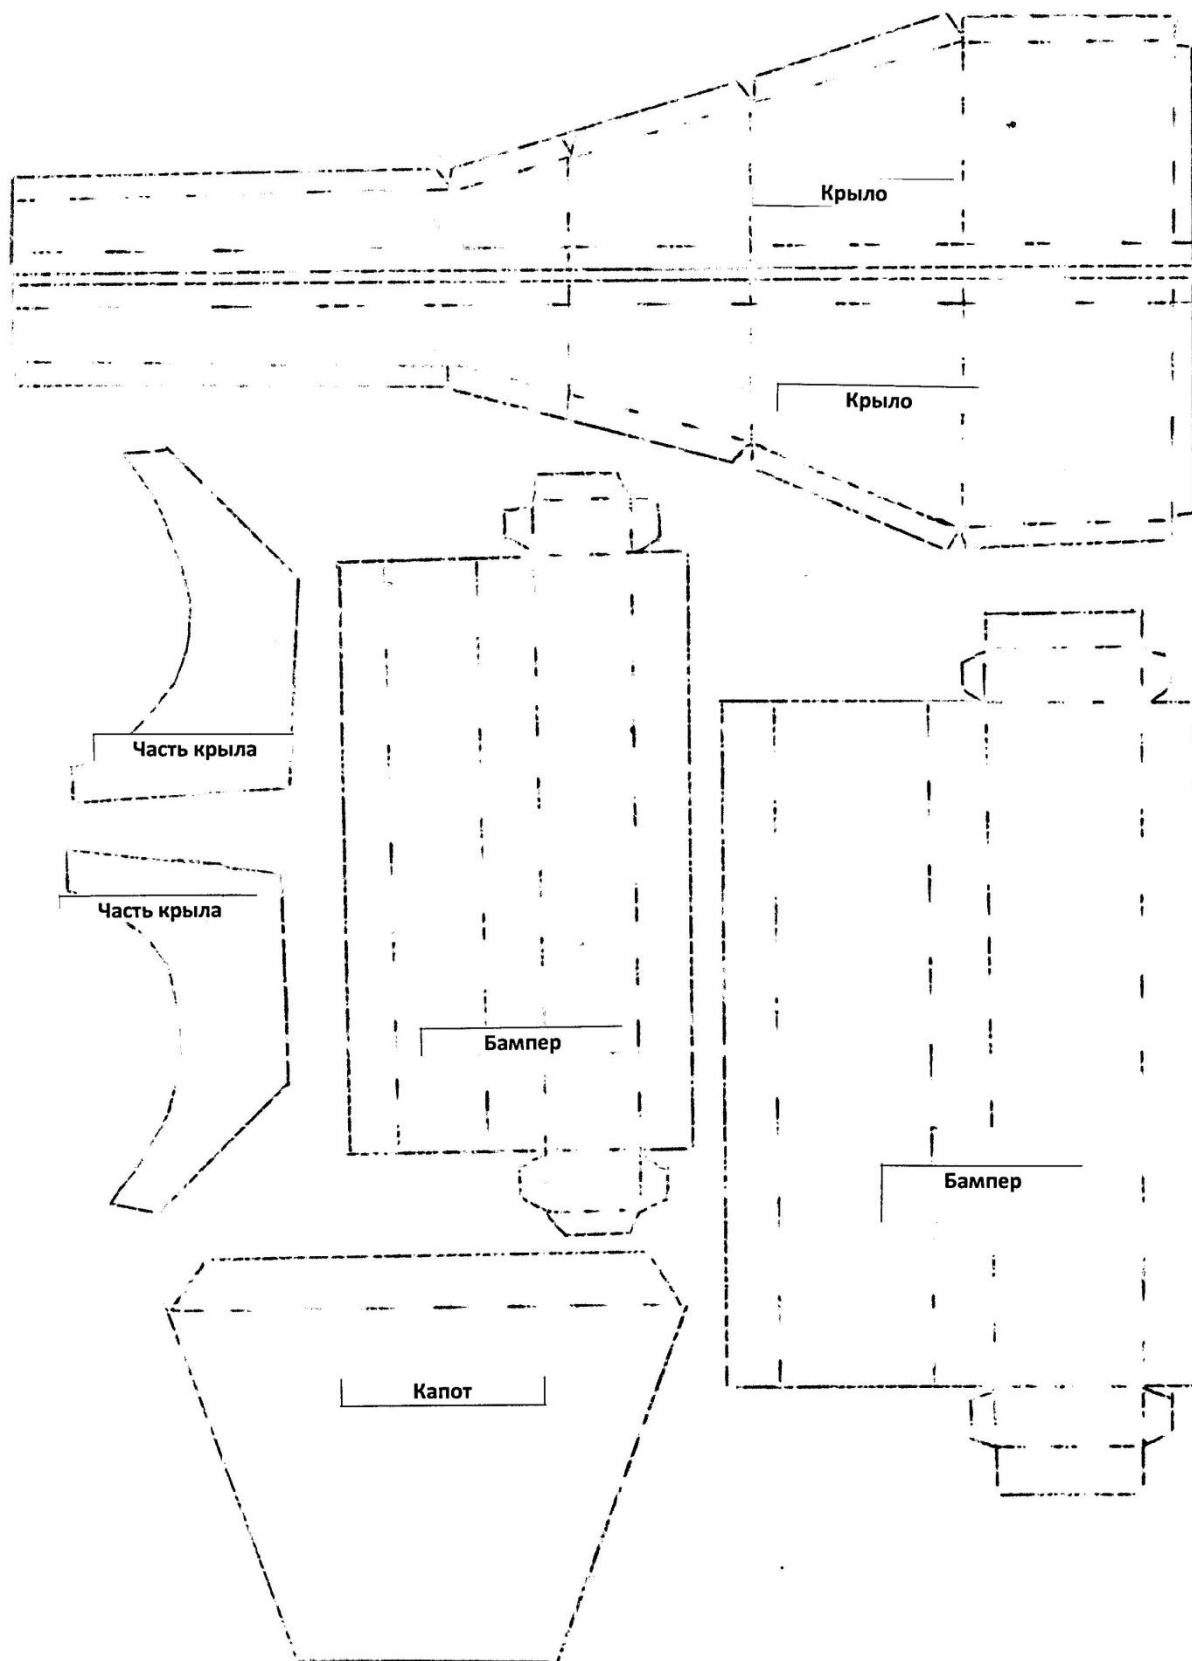 Крыло
Крыло
Часть крыла
Часть крыла
Бампер
Бампер
Капот